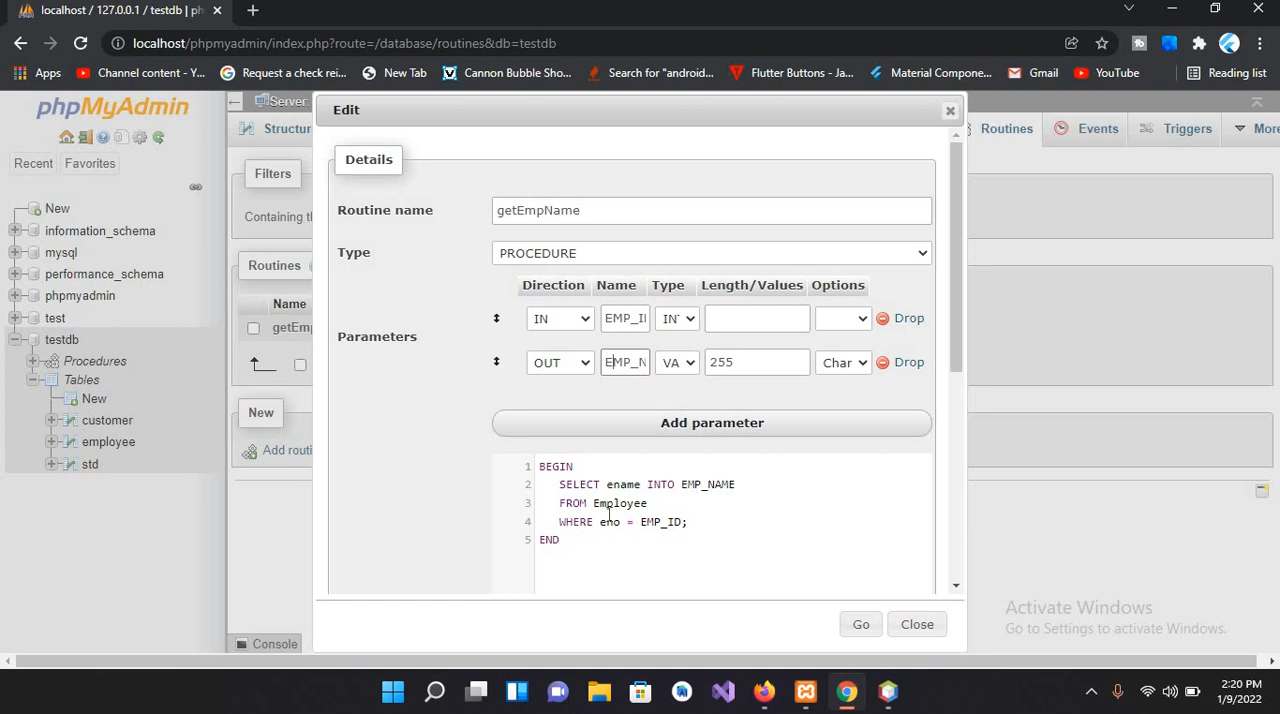 localhost / 127.0.0.1 / testdb /
localhost/phpmyadmin/index.php?route=/database/routines&db=testdb
Apps
Channel content - Y...
Request a check rei...
New Tab
Cannon Bubble Sho...
Search for "android...
Flutter Buttons - Ja...
Material Compone...
Gmail
YouTube
Reading list
phpMyAdmin
Recent
Favorites
New
information_schema
mysql
performance_schema
phpmyadmin
test
testdb
Procedures
Tables
New
customer
employee
std
Server:
Structu
Routines
Events
Triggers
More
Filters
Containing th
Routines
Name
getEmp
New
Add routi
Console
Edit
Details
Routine name
getEmpName
Type
PROCEDURE
Parameters
Direction Name Type Length/Values Options
IN EMP_I INT Drop
OUT EMP_N VA 255 Char Drop
Add parameter
1 BEGIN
2 SELECT ename INTO EMP_NAME
3 FROM Employee
4 WHERE eno = EMP_ID;
5 END
Go
Close
Activate Windows
Go to Settings to activate Windows.
2:20 PM
1/9/2022